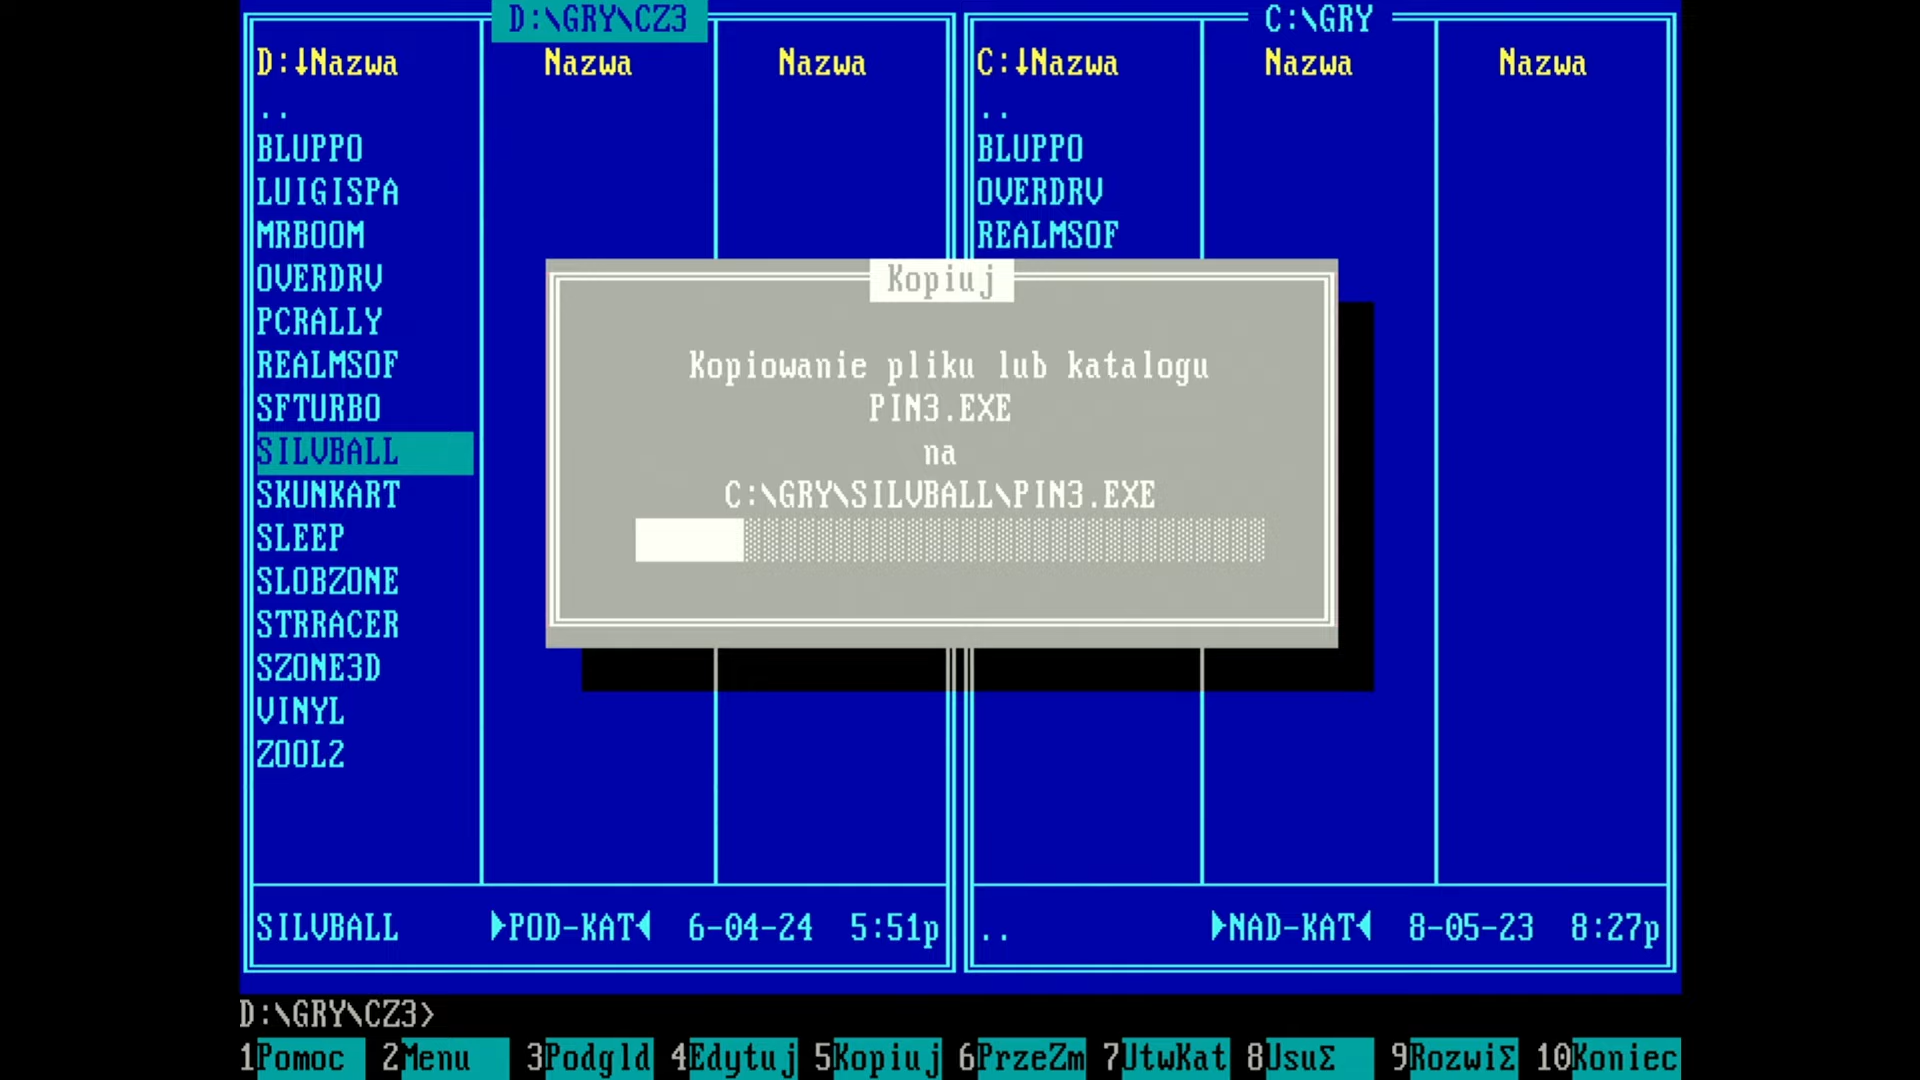 D:\GRY\CZ3
D:↓Nazwa Nazwa Nazwa
..
BLUPPO
LUIGISPA
MRBOOM
OVERDRV
PCRALLY
REALMSOF
SFTURBO
SILVBALL
SKUNKART
SLEEP
SLOBZONE
STRRACER
SZONE3D
VINYL
ZOOL2
SILVBALL ►POD-KAT◄ 6-04-24 5:51p
C:\GRY
C:↓Nazwa Nazwa Nazwa
..
BLUPPO
OVERDRV
REALMSOF
.. ►NAD-KAT◄ 8-05-23 8:27p
Kopiuj
Kopiowanie pliku lub katalogu
PIN3.EXE
na
C:\GRY\SILVBALL\PIN3.EXE
D:\GRY\CZ3>
1Pomoc 2Menu 3Podgld 4Edytuj 5Kopiuj 6PrzeZm 7UtwKat 8UsuΣ 9RozwiΣ 10Koniec